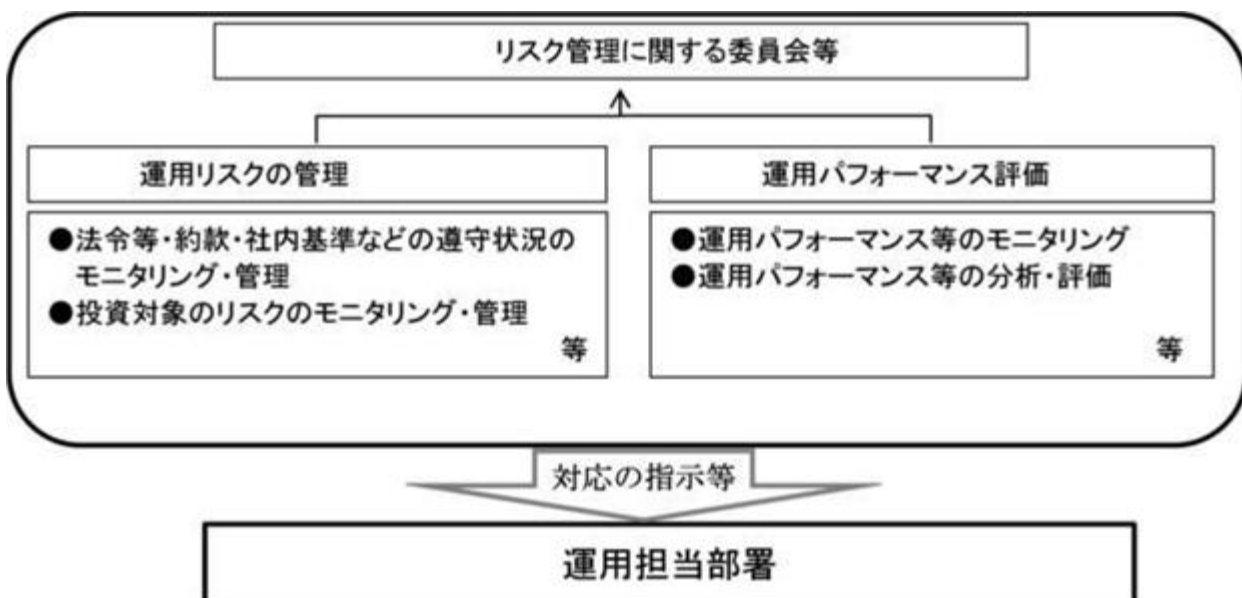 リスク管理に関する委員会等
運用リスクの管理
●法令等・約款・社内基準などの遵守状況の
モニタリング・管理
●投資対象のリスクのモニタリング・管理
等
運用パフォーマンス評価
●運用パフォーマンス等のモニタリング
●運用パフォーマンス等の分析・評価
等
対応の指示等
運用担当部署